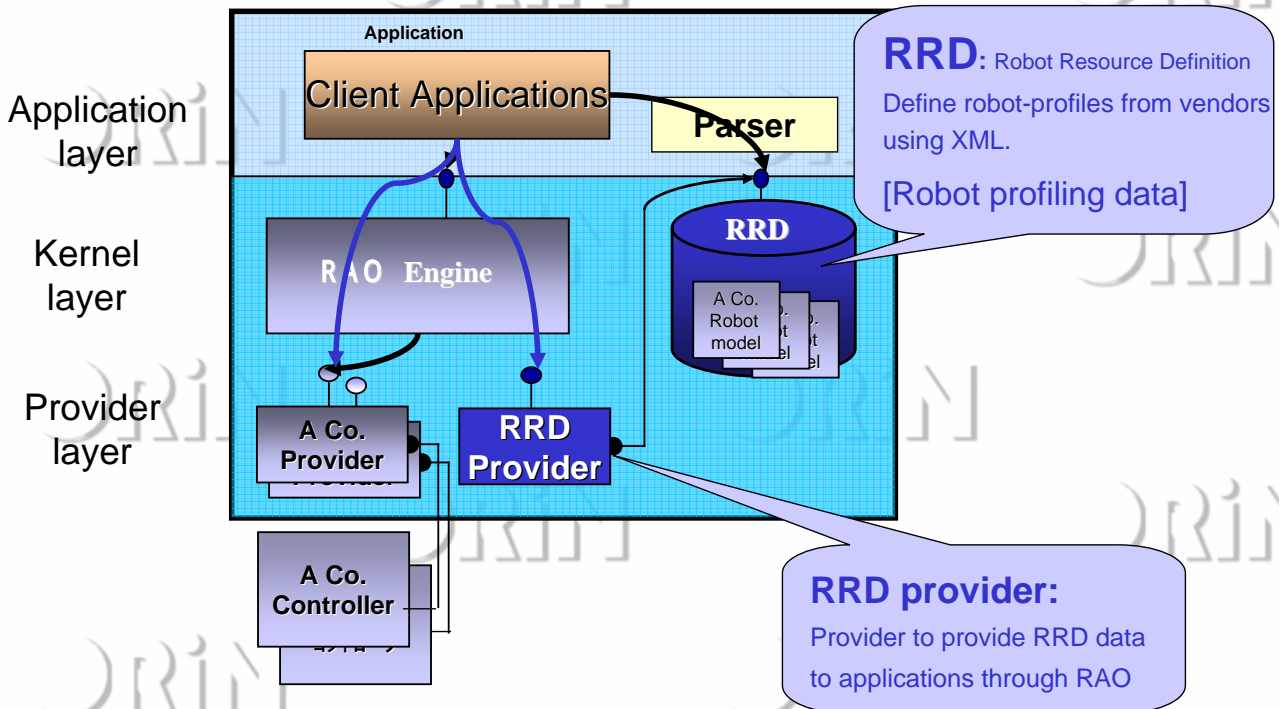 Application
Client Applications
Parser
Application
layer
RRD: Robot Resource Definition
Define robot-profiles from vendors
using XML.
[Robot profiling data]
Kernel
layer
RAO Engine
RRD
A Co.
Robot
model
Provider
layer
A Co.
Provider
RRD
Provider
A Co.
Controller
RRD provider:
Provider to provide RRD data
to applications through RAO
ORiN